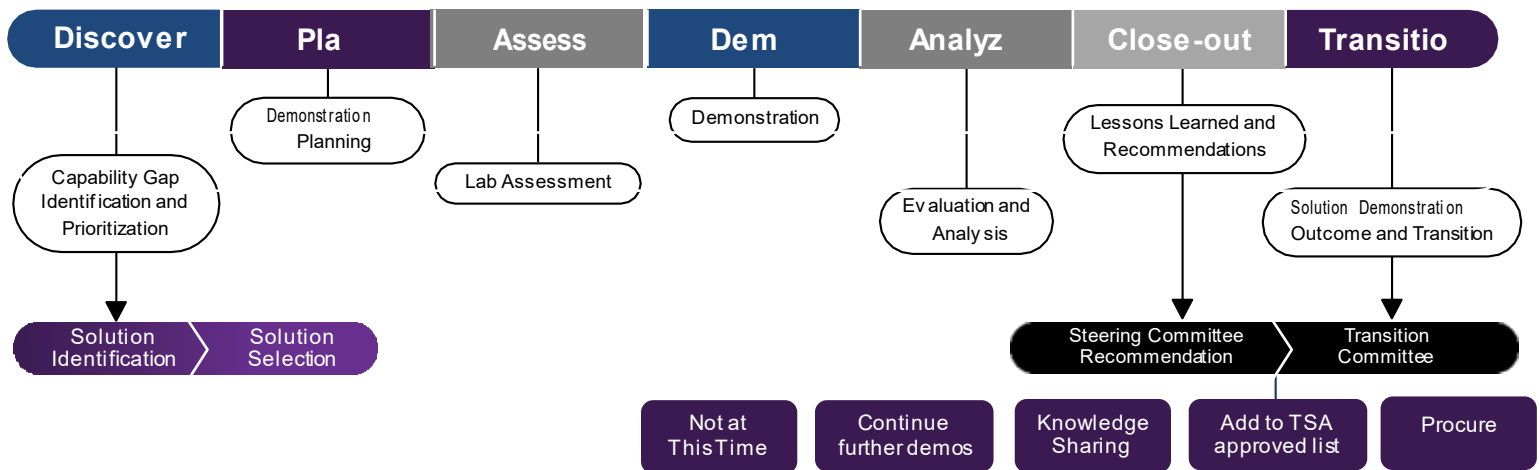 Discover
Pla
Assess
Dem
Analyz
Close-out
Transitio
Capability Gap
Identification and
Prioritization
Demonstration
Planning
Lab Assessment
Demonstration
Evaluation and
Analysis
Lessons Learned and
Recommendations
Solution Demonstration
Outcome and Transition
Solution
Identification
Solution
Selection
Steering Committee
Recommendation
Transition
Committee
Not at
This Time
Continue
further demos
Knowledge
Sharing
Add to TSA
approved list
Procure